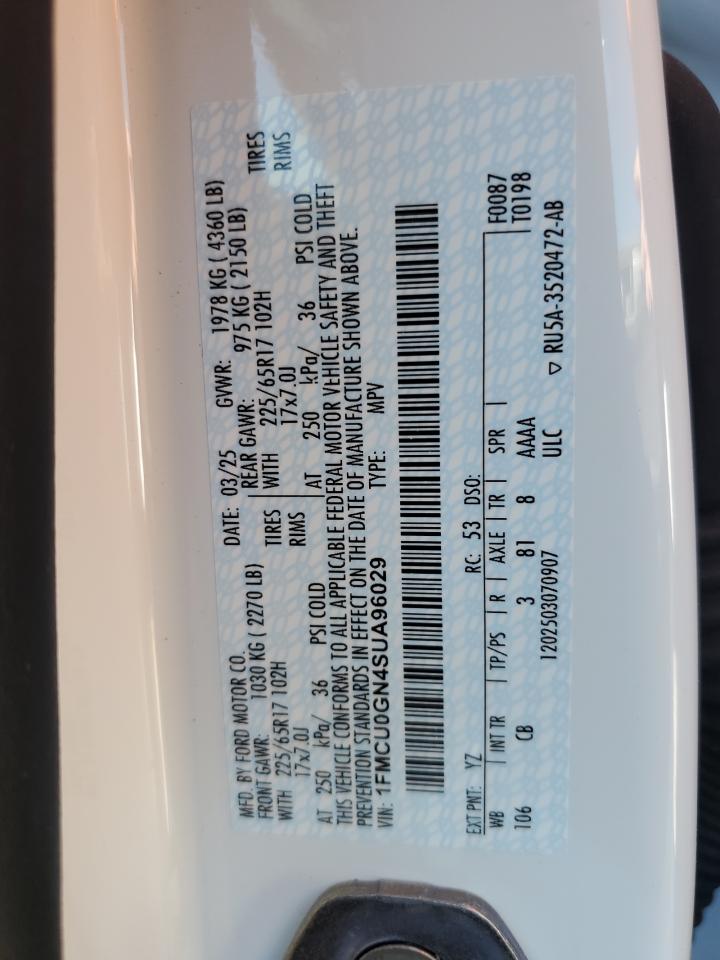 MFD. BY FORD MOTOR CO.
DATE: 03/25 GVWR: 1978 KG ( 4360 LB)
FRONT GAWR: 1030 KG ( 2270 LB)
REAR GAWR: 975 KG ( 2150 LB)
WITH 225/65R17 102H TIRES
WITH 225/65R17 102H TIRES
17x7.0J RIMS
17x7.0J RIMS
AT 250 kPa/ 36 PSI COLD
AT 250 kPa/ 36 PSI COLD
THIS VEHICLE CONFORMS TO ALL APPLICABLE FEDERAL MOTOR VEHICLE SAFETY AND THEFT
PREVENTION STANDARDS IN EFFECT ON THE DATE OF MANUFACTURE SHOWN ABOVE.
VIN: 1FMCU0GN4SUA96029 TYPE: MPV
EXT PNT: YZ RC: 53 DSO:
WB | INT TR | TP/PS | R | AXLE | TR | SPR | F0087
106 CB 3 81 8 AAAA T0198
1202503070907 ULC ▽ RU5A-3520472-AB